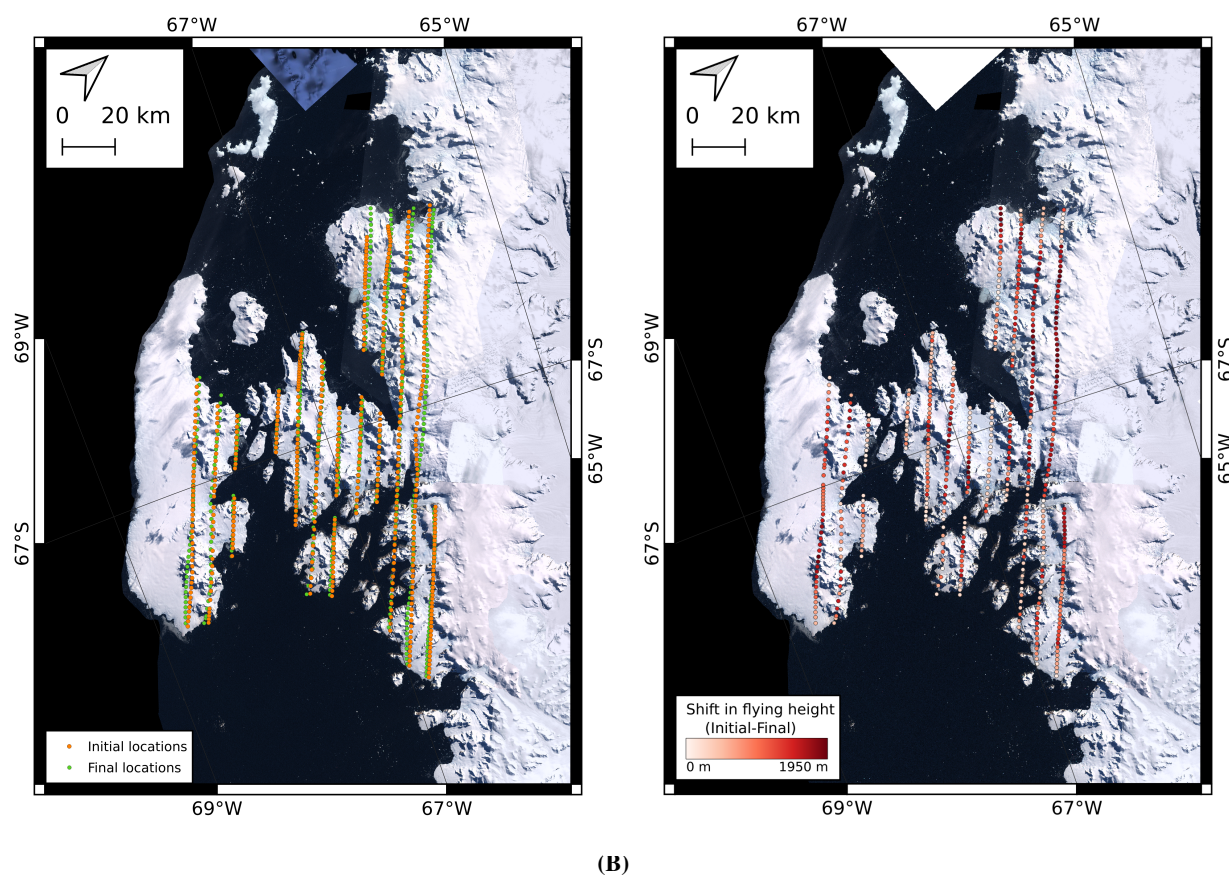 67°W 65°W
67°W 65°W
0 20 km
0 20 km
69°W
67°S
69°W
67°S
65°W
65°W
67°S
67°S
Shift in flying height
(Initial-Final)
0 m 1950 m
Initial locations
Final locations
69°W 67°W
69°W 67°W
(B)